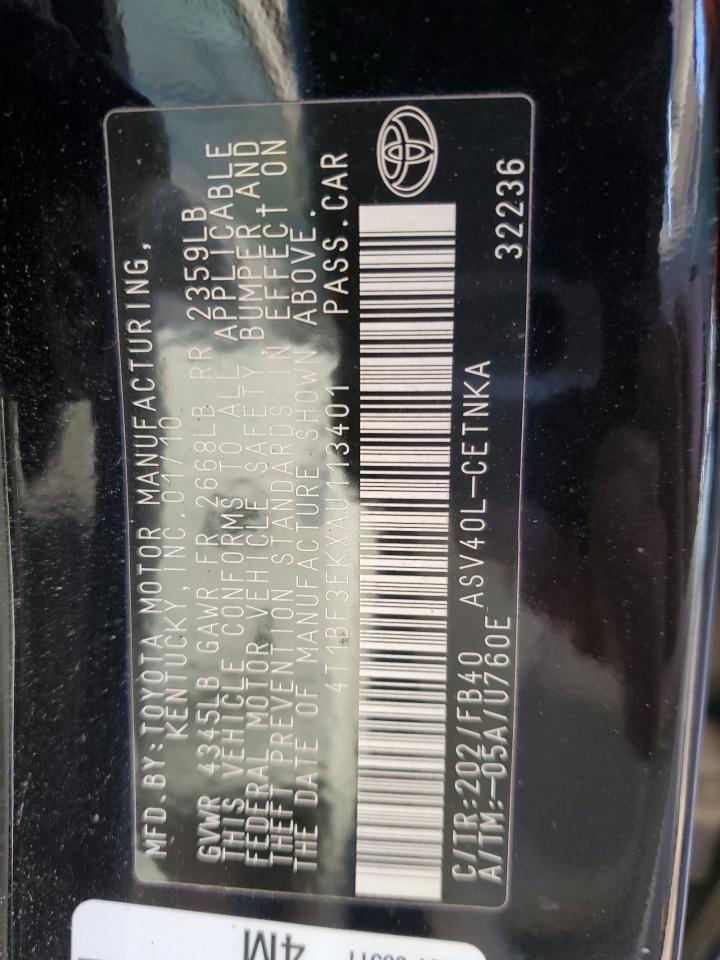 MFD.BY:TOYOTA MOTOR MANUFACTURING,
KENTUCKY,INC 01/10
GVWR 4345LB GAWR FR 2668LB RR 2359LB
THIS VEHICLE CONFORMS TO ALL APPLICABLE
FEDERAL MOTOR VEHICLE SAFETY, BUMPER AND
THEFT PREVENTION STANDARDS IN EFFECT ON
THE DATE OF MANUFACTURE SHOWN ABOVE.
4T1BF3EKXAU113401 PASS.CAR
C/TR:202/FB40 ASV40L-CETNKA
A/TM:-05A/U760E
32236
4M